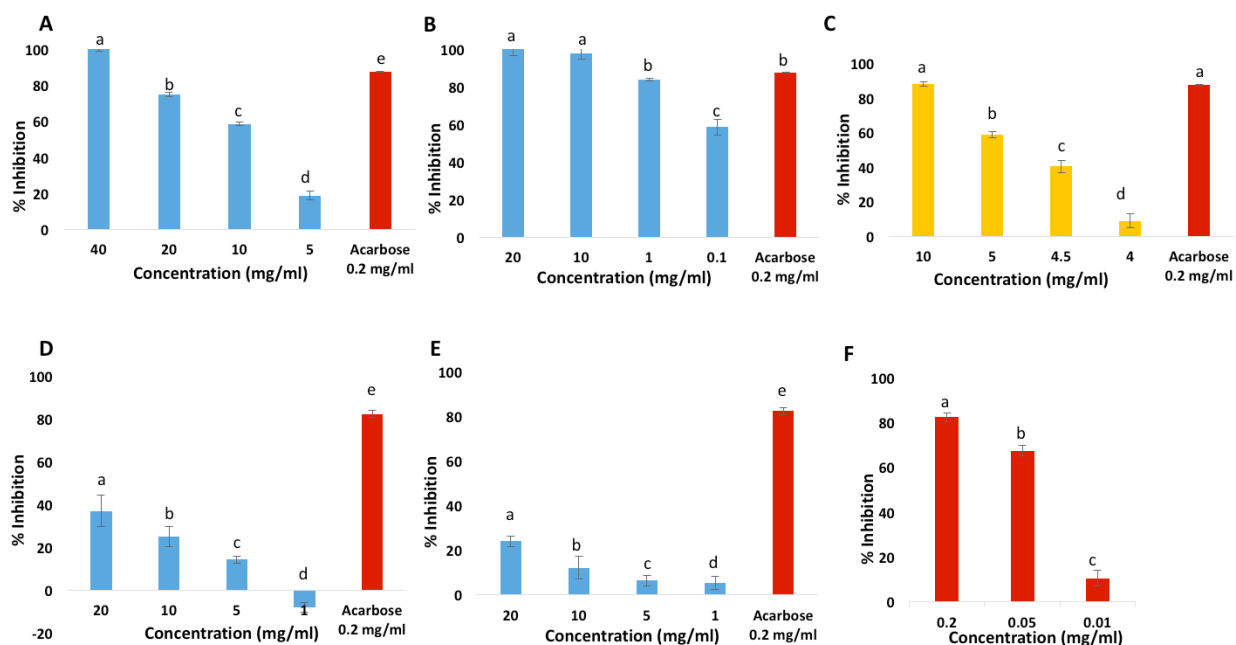 A
% Inhibition
100
80
60
40
20
0
a
b
c
d
e
40 20 10 5 Acarbose
0.2 mg/ml
Concentration (mg/ml)
B
% Inhibition
100
80
60
40
20
0
a
a
b
c
b
20 10 1 0.1 Acarbose
0.2 mg/ml
Concentration (mg/ml)
C
% Inhibition
100
80
60
40
20
0
a
b
c
d
a
10 5 4.5 4 Acarbose
0.2 mg/ml
Concentration (mg/ml)
D
% Inhibition
100
80
60
40
20
0
-20
a
b
c
d
e
20 10 5 1 Acarbose
0.2 mg/ml
Concentration (mg/ml)
E
% Inhibition
100
80
60
40
20
0
a
b
c
d
e
20 10 5 1 Acarbose
0.2 mg/ml
Concentration (mg/ml)
F
% Inhibition
100
80
60
40
20
0
a
b
c
0.2 0.05 0.01
Concentration (mg/ml)